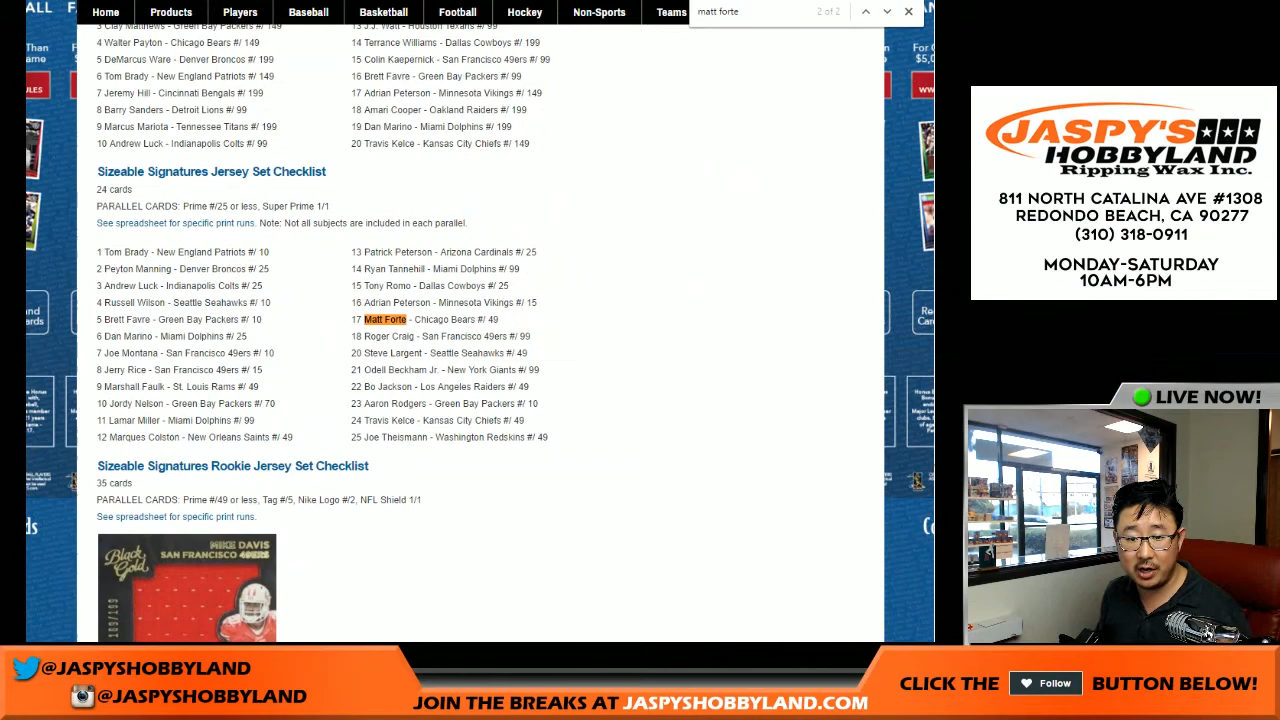 ALL
Home Products Players Baseball Basketball Football Hockey Non-Sports Teams
matt forte 2 of 2
3 Clay Matthews - Green Bay Packers #/ 149
4 Walter Payton - Chicago Bears #/ 149
5 DeMarcus Ware - Denver Broncos #/ 199
6 Tom Brady - New England Patriots #/ 149
7 Jeremy Hill - Cincinnati Bengals #/ 199
8 Barry Sanders - Detroit Lions #/ 99
9 Marcus Mariota - Tennessee Titans #/ 199
10 Andrew Luck - Indianapolis Colts #/ 99
13 J.J. Watt - Houston Texans #/ 99
14 Terrance Williams - Dallas Cowboys #/ 199
15 Colin Kaepernick - San Francisco 49ers #/ 99
16 Brett Favre - Green Bay Packers #/ 99
17 Adrian Peterson - Minnesota Vikings #/ 149
18 Amari Cooper - Oakland Raiders #/ 199
19 Dan Marino - Miami Dolphins #/ 199
20 Travis Kelce - Kansas City Chiefs #/ 149
Sizeable Signatures Jersey Set Checklist
24 cards
PARALLEL CARDS: Prime #/25 or less, Super Prime 1/1
See spreadsheet for specific print runs. Note: Not all subjects are included in each parallel.
1 Tom Brady - New England Patriots #/ 10
2 Peyton Manning - Denver Broncos #/ 25
3 Andrew Luck - Indianapolis Colts #/ 25
4 Russell Wilson - Seattle Seahawks #/ 10
5 Brett Favre - Green Bay Packers #/ 10
6 Dan Marino - Miami Dolphins #/ 25
7 Joe Montana - San Francisco 49ers #/ 10
8 Jerry Rice - San Francisco 49ers #/ 15
9 Marshall Faulk - St. Louis Rams #/ 49
10 Jordy Nelson - Green Bay Packers #/ 70
11 Lamar Miller - Miami Dolphins #/ 99
12 Marques Colston - New Orleans Saints #/ 49
13 Patrick Peterson - Arizona Cardinals #/ 25
14 Ryan Tannehill - Miami Dolphins #/ 99
15 Tony Romo - Dallas Cowboys #/ 25
16 Adrian Peterson - Minnesota Vikings #/ 15
17 Matt Forte - Chicago Bears #/ 49
18 Roger Craig - San Francisco 49ers #/ 99
20 Steve Largent - Seattle Seahawks #/ 49
21 Odell Beckham Jr. - New York Giants #/ 99
22 Bo Jackson - Los Angeles Raiders #/ 49
23 Aaron Rodgers - Green Bay Packers #/ 10
24 Travis Kelce - Kansas City Chiefs #/ 49
25 Joe Theismann - Washington Redskins #/ 49
Sizeable Signatures Rookie Jersey Set Checklist
35 cards
PARALLEL CARDS: Prime #/49 or less, Tag #/5, Nike Logo #/2, NFL Shield 1/1
See spreadsheet for specific print runs.
Black Gold
MIKE DAVIS
SAN FRANCISCO 49ERS
JASPY'S
HOBBYLAND
Ripping Wax Inc.
811 NORTH CATALINA AVE #1308
REDONDO BEACH, CA 90277
(310) 318-0911
MONDAY-SATURDAY
10AM-6PM
LIVE NOW!
@JASPYSHOBBYLAND
@JASPYSHOBBYLAND
JOIN THE BREAKS AT JASPYSHOBBYLAND.COM
CLICK THE Follow BUTTON BELOW!